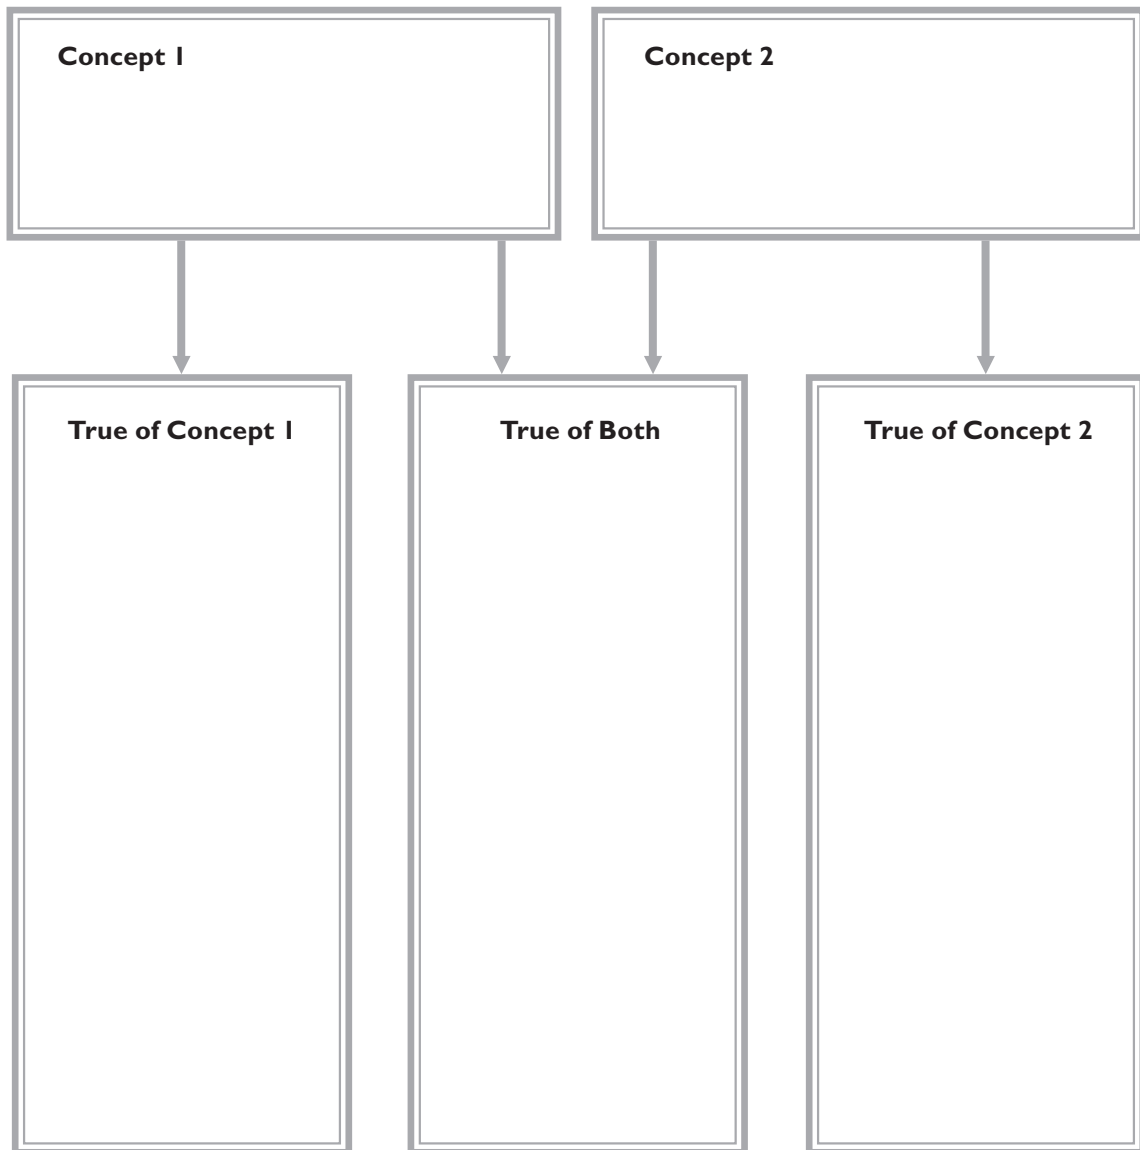 Concept 1
Concept 2
True of Concept 1
True of Both
True of Concept 2